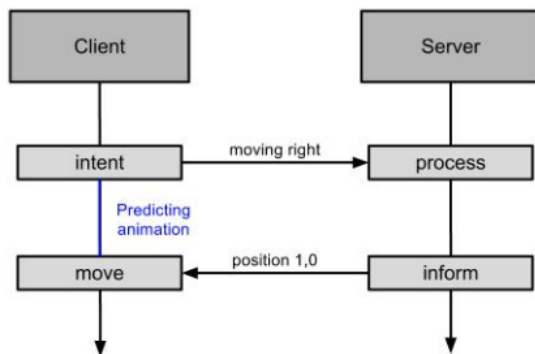 Client
Server
intent
moving right
process
Predicting
animation
move
position 1,0
inform